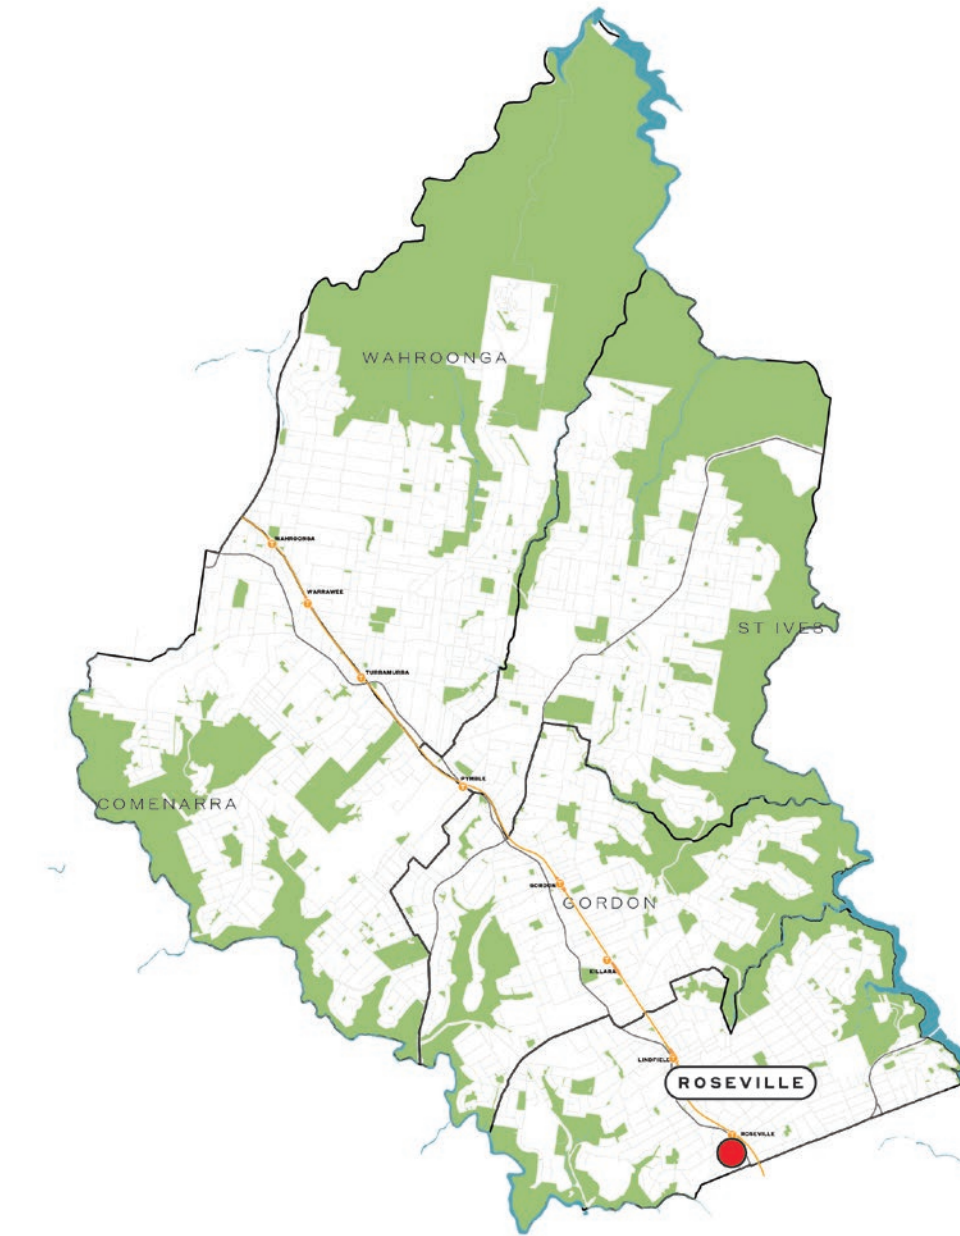 WAHROONGA
WAHROONGA
WARRAWEE
ST IVES
TURRAMURRA
PYMBLE
COMENARRA
GORDON
GORDON
KILLARA
LINDFIELD
ROSEVILLE
ROSEVILLE